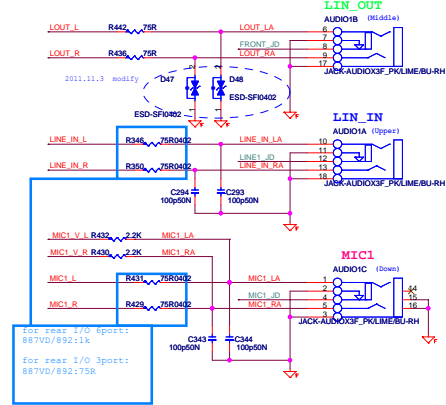 LIN_OUT
AUDIO1B (Middle)
LOUT_L R442 75R LOUT_LA 6
7
FRONT_JD 8
LOUT_R R436 75R LOUT_RA 9
17
JACK-AUDIOX3F_PK/LIME/BU-RH
2011.11.3 modify D47 D48
ESD-SFI0402
ESD-SFI0402
LIN_IN
AUDIO1A (Upper)
LINE_IN_L R346 75R0402 LINE_IN_LA 10
11
LINE1_JD 12
LINE_IN_R R350 75R0402 LINE_IN_RA 13
18
JACK-AUDIOX3F_PK/LIME/BU-RH
C294 C293
100p50N 100p50N
MIC1_V_L R432 2.2K MIC1_LA
MIC1_V_R R430 2.2K MIC1_RA
MIC1
AUDIO1C (Down)
MIC1_L R431 75R0402 MIC1_LA 1
2 14
MIC1_JD 4 15
MIC1_R R429 75R0402 MIC1_RA 5 16
3
JACK-AUDIOX3F_PK/LIME/BU-RH
C343 C344
100p50N 100p50N
for rear I/O 6port:
887VD/892:1k
for rear I/O 3port:
887VD/892:75R